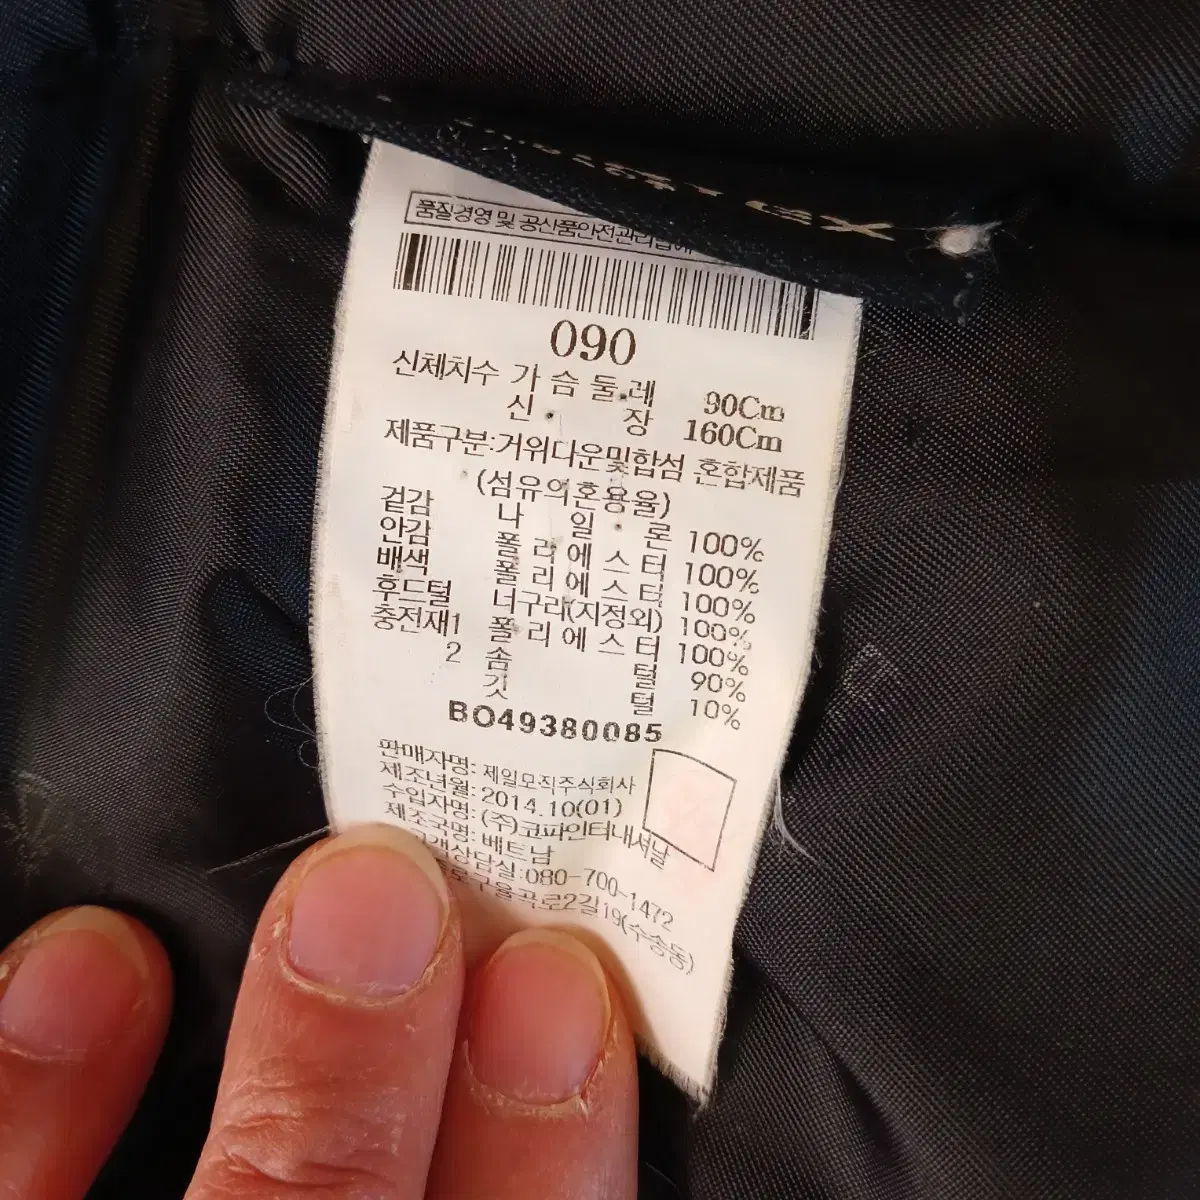 품질경영 및 공산품안전관리법에
090
신체치수 가 슴 둘 레 90Cm
신 장 160Cm
제품구분:거위다운및합섬 혼합제품
(섬유의혼용율)
겉감 나 일 론 100%
안감 폴 리 에 스 터 100%
배색 폴 리 에 스 터 100%
후드털 너구리(지정외) 100%
충전재1 폴 리 에 스 터 100%
2 솜 털 90%
깃 털 10%
BO49380085
판매자명: 제일모직주식회사
제조년월: 2014.10(01)
수입자명: (주)코파인터내셔날
제조국명: 베트남
객상담실:080-700-1472
로구율곡로2길19(수송동)